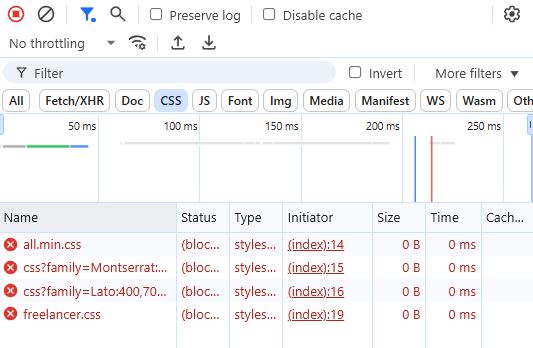 Preserve log Disable cache
No throttling
Filter Invert More filters
All Fetch/XHR Doc CSS JS Font Img Media Manifest WS Wasm Oth
50 ms 100 ms 150 ms 200 ms 250 ms
Name Status Type Initiator Size Time Cach...
all.min.css (bloc... styles... (index):14 0 B 0 ms
css?family=Montserrat:... (bloc... styles... (index):15 0 B 0 ms
css?family=Lato:400,70... (bloc... styles... (index):16 0 B 0 ms
freelancer.css (bloc... styles... (index):19 0 B 0 ms